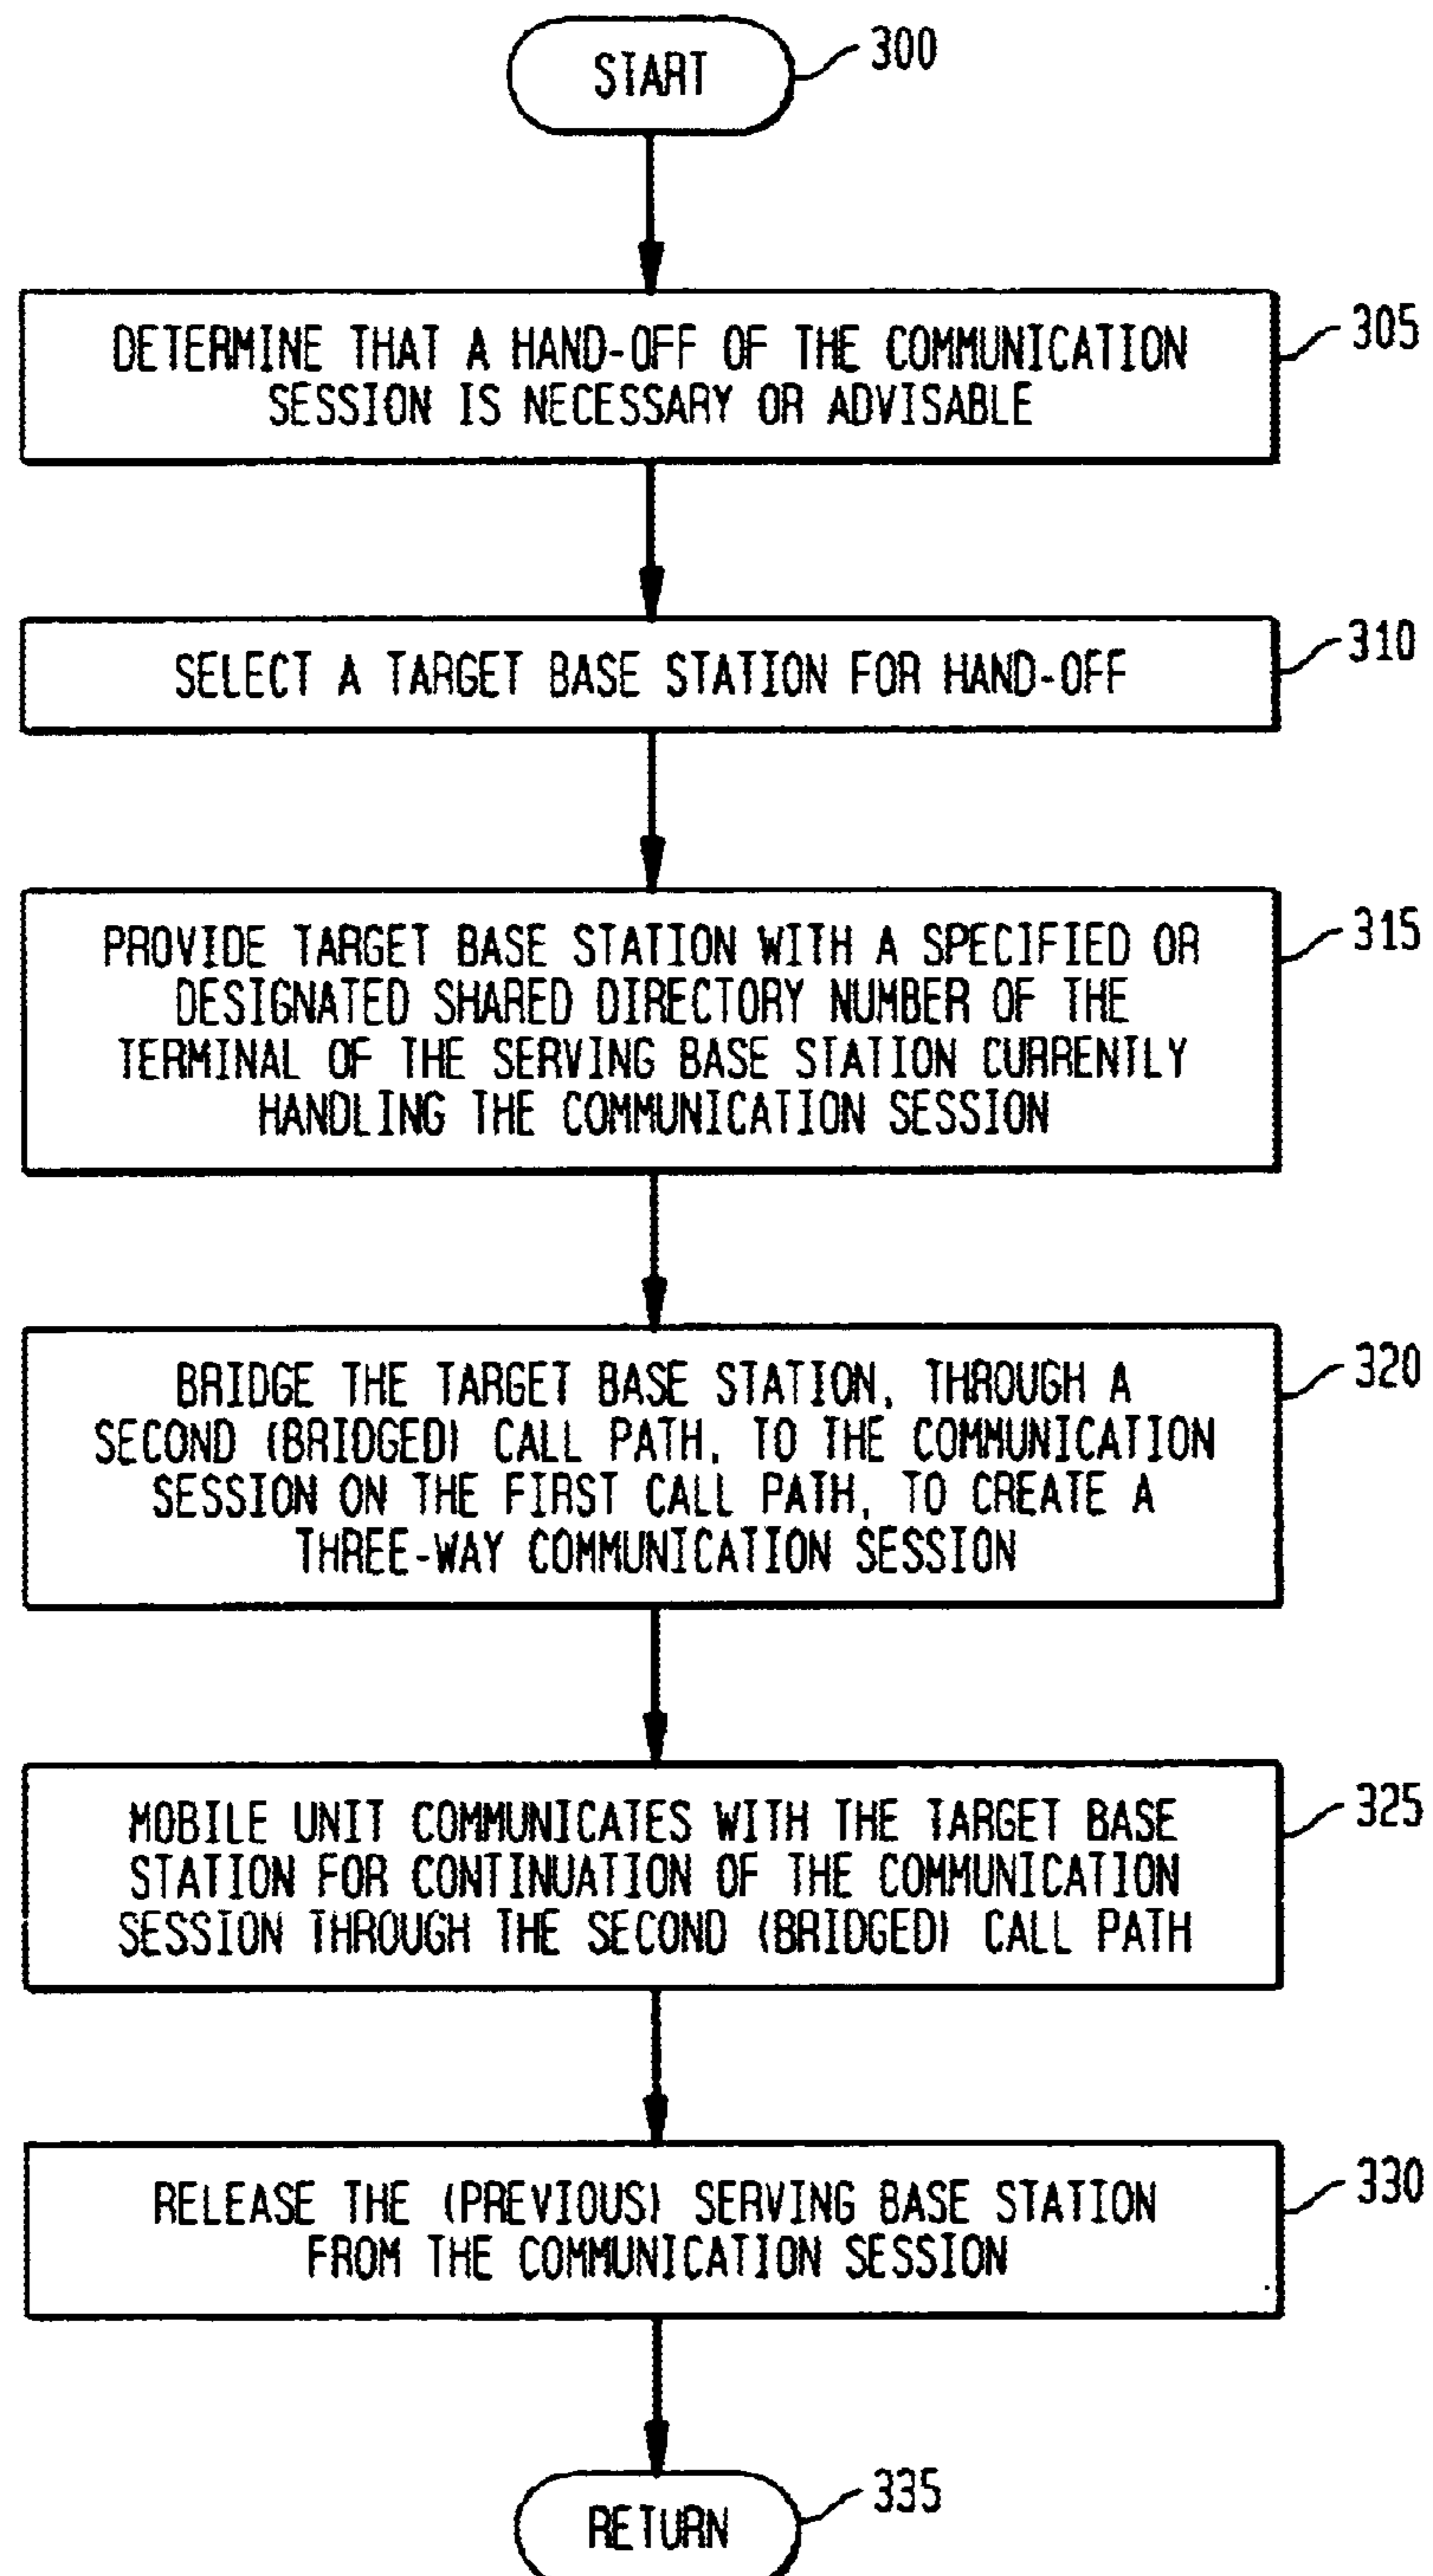 START
300
DETERMINE THAT A HAND-OFF OF THE COMMUNICATION
SESSION IS NECESSARY OR ADVISABLE
305
SELECT A TARGET BASE STATION FOR HAND-OFF
310
PROVIDE TARGET BASE STATION WITH A SPECIFIED OR
DESIGNATED SHARED DIRECTORY NUMBER OF THE
TERMINAL OF THE SERVING BASE STATION CURRENTLY
HANDLING THE COMMUNICATION SESSION
315
BRIDGE THE TARGET BASE STATION, THROUGH A
SECOND (BRIDGED) CALL PATH, TO THE COMMUNICATION
SESSION ON THE FIRST CALL PATH, TO CREATE A
THREE-WAY COMMUNICATION SESSION
320
MOBILE UNIT COMMUNICATES WITH THE TARGET BASE
STATION FOR CONTINUATION OF THE COMMUNICATION
SESSION THROUGH THE SECOND (BRIDGED) CALL PATH
325
RELEASE THE (PREVIOUS) SERVING BASE STATION
FROM THE COMMUNICATION SESSION
330
RETURN
335